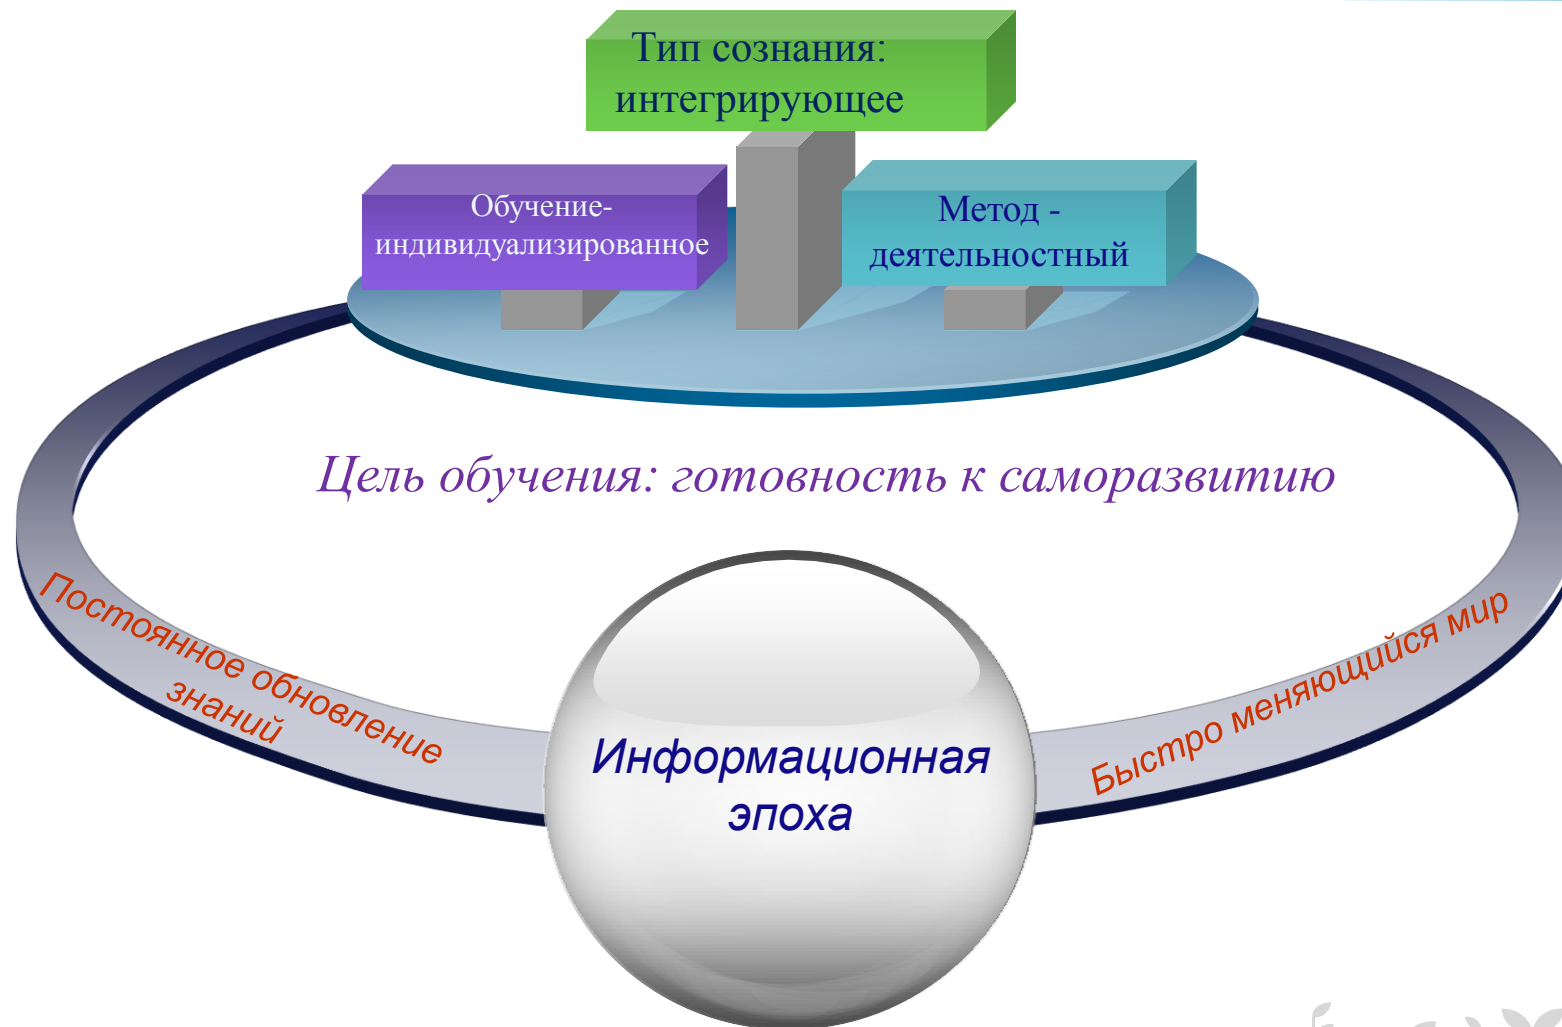 Тип сознания:
интегрирующее
Обучение-
индивидуализированное
Метод -
деятельностный
Цель обучения: готовность к саморазвитию
Постоянное обновление
знаний
Быстро меняющийся мир
Информационная
эпоха